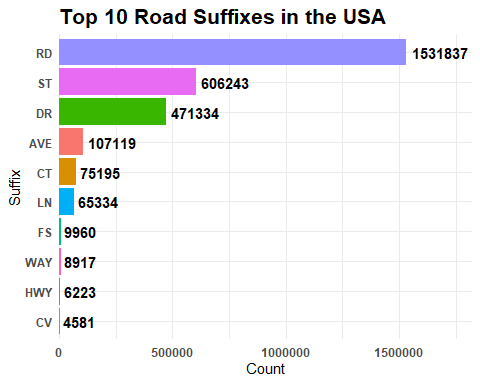 Top 10 Road Suffixes in the USA
RD 1531837
ST 606243
DR 471334
AVE 107119
CT 75195
LN 65334
FS 9960
WAY 8917
HWY 6223
CV 4581
Suffix
0 500000 1000000 1500000
Count